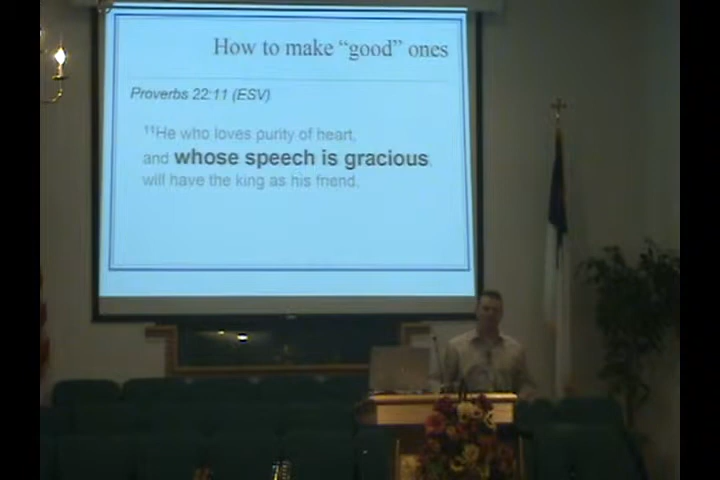 How to make “good” ones
Proverbs 22:11 (ESV)
11He who loves purity of heart,
and whose speech is gracious,
will have the king as his friend.